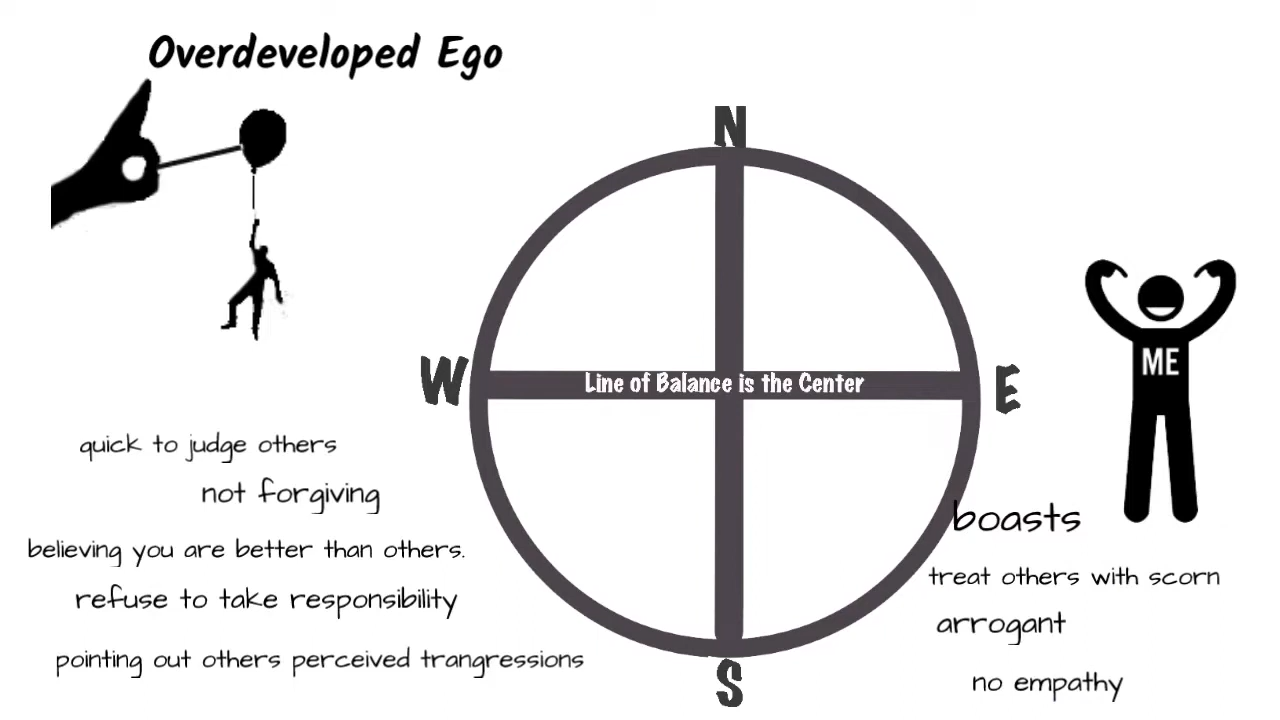 Overdeveloped Ego
N
ME
W
Line of Balance is the Center
E
quick to judge others
not forgiving
believing you are better than others.
refuse to take responsibility
pointing out others perceived trangressions
boasts
treat others with scorn
arrogant
no empathy
S